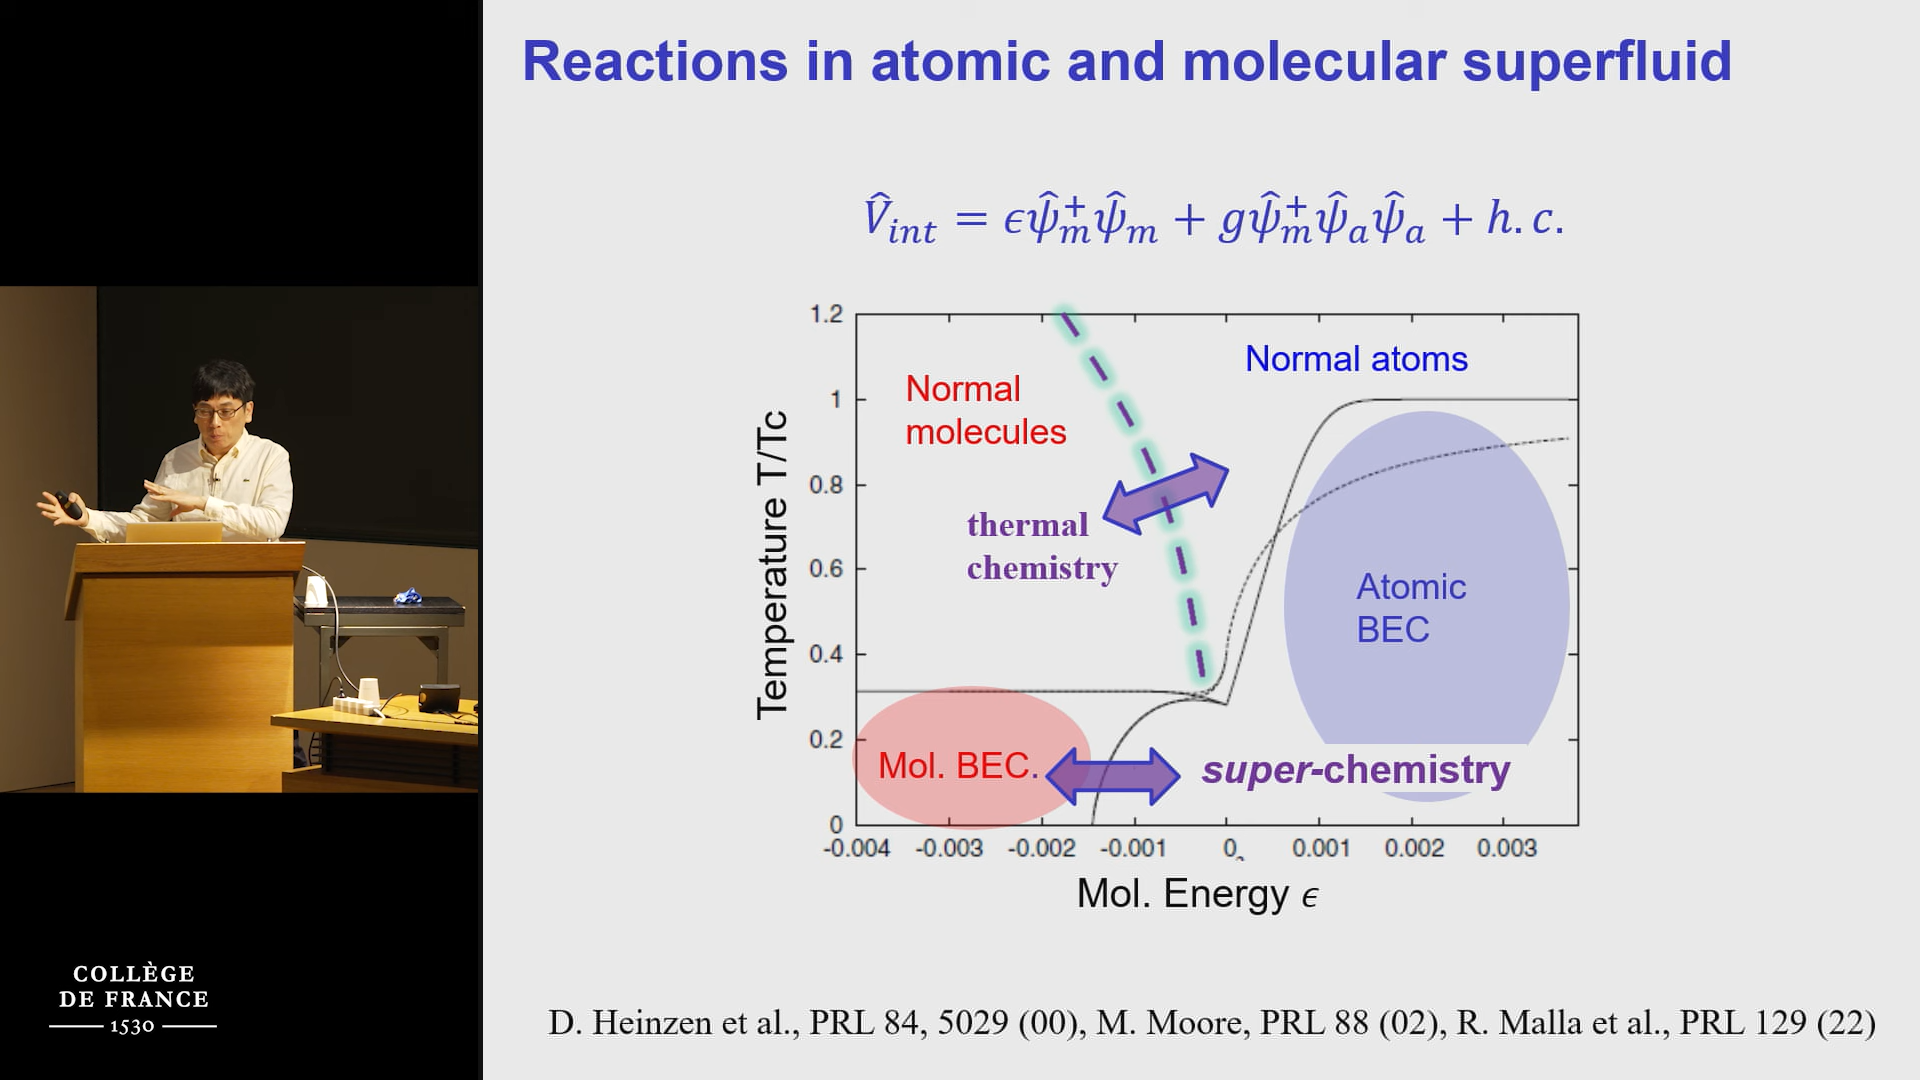 Reactions in atomic and molecular superfluid
V̂int = ϵψ̂m⁺ψ̂m + gψ̂m⁺ψ̂aψ̂a + h.c.
1.2
1
0.8
0.6
0.4
0.2
0
Temperature T/Tc
Normal atoms
Normal
molecules
thermal
chemistry
Atomic
BEC
Mol. BEC.
super-chemistry
-0.004 -0.003 -0.002 -0.001 0 0.001 0.002 0.003
Mol. Energy ϵ
D. Heinzen et al., PRL 84, 5029 (00), M. Moore, PRL 88 (02), R. Malla et al., PRL 129 (22)
COLLÈGE
DE FRANCE
1530